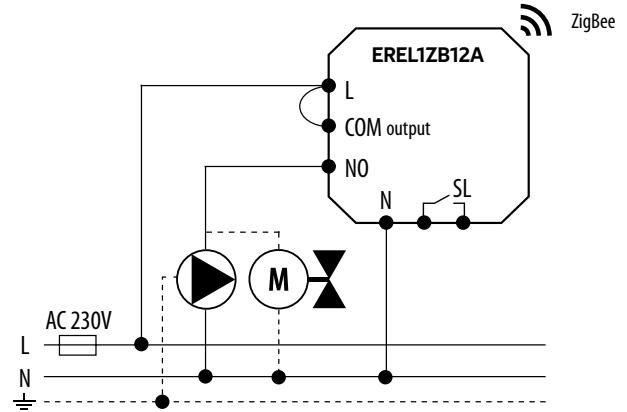 ZigBee
EREL1ZB12A
L
COM output
NO
N
SL
M
AC 230V
L
N